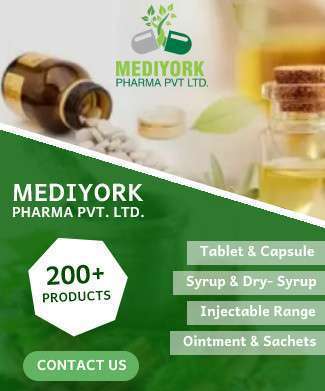 MEDIYORK
PHARMA PVT LTD.
MEDIYORK
PHARMA PVT. LTD.
200+
PRODUCTS
Tablet & Capsule
Syrup & Dry- Syrup
Injectable Range
Ointment & Sachets
CONTACT US